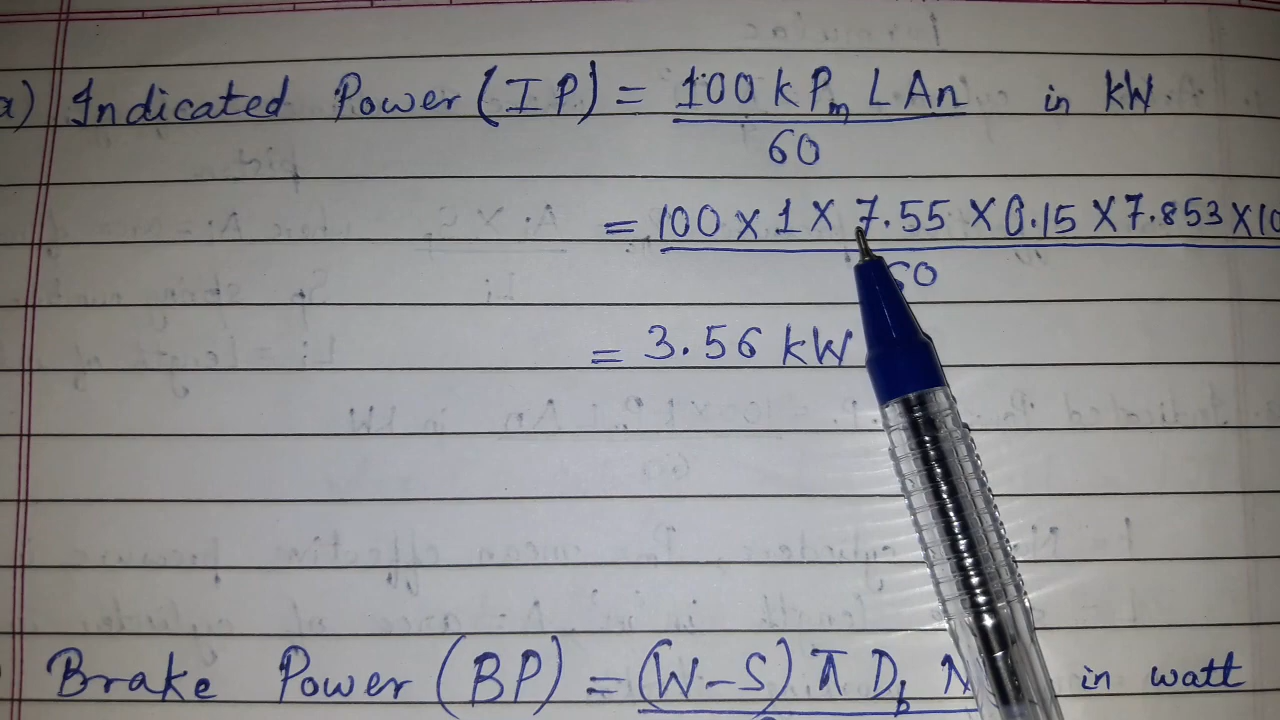 a) Indicated Power (IP) = 100 k Pm L A n in kW.
60
= 100 X 1 X 7.55 X 0.15 X 7.853 X 10
60
= 3.56 kW
Brake Power (BP) = (W-S) π Db N in watt